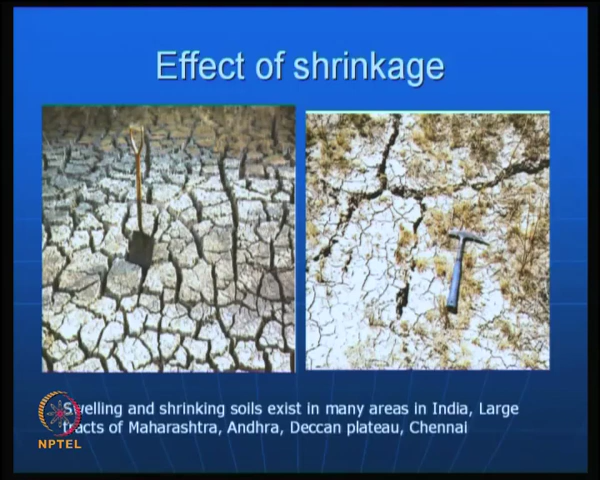 Effect of shrinkage
Swelling and shrinking soils exist in many areas in India, Large
tracts of Maharashtra, Andhra, Deccan plateau, Chennai
NPTEL